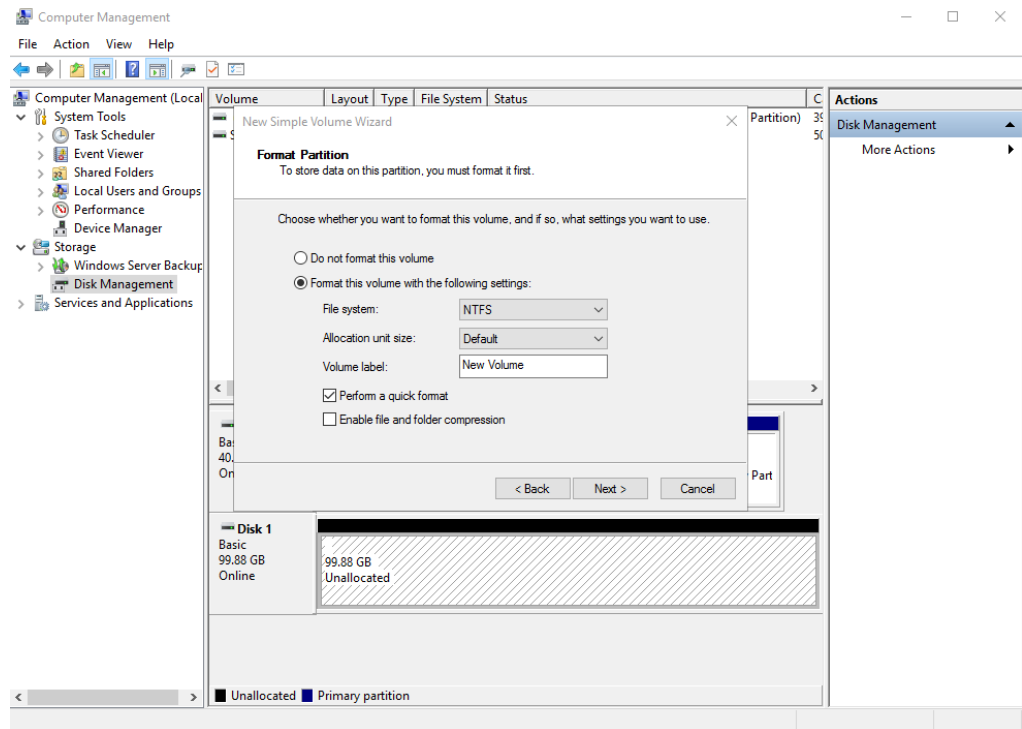 Computer Management
File Action View Help
Computer Management (Local
System Tools
Task Scheduler
Event Viewer
Shared Folders
Local Users and Groups
Performance
Device Manager
Storage
Windows Server Backup
Disk Management
Services and Applications
Volume Layout Type File System Status C
Partition) 39
S 50
New Simple Volume Wizard
Format Partition
To store data on this partition, you must format it first.
Choose whether you want to format this volume, and if so, what settings you want to use.
Do not format this volume
Format this volume with the following settings:
File system: NTFS
Allocation unit size: Default
Volume label: New Volume
Perform a quick format
Enable file and folder compression
< Back Next > Cancel
Bas
40.
On
Part
Disk 1
Basic
99.88 GB
Online
99.88 GB
Unallocated
Unallocated Primary partition
Actions
Disk Management
More Actions